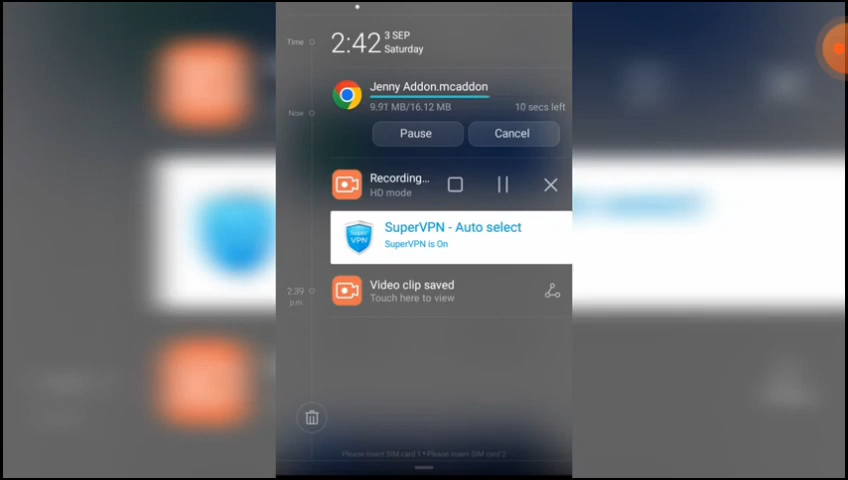 Time
2:42
3 SEP
Saturday
Jenny Addon.mcaddon
9.91 MB/16.12 MB
10 secs left
Now
Pause
Cancel
Recording...
HD mode
Super
VPN
SuperVPN - Auto select
SuperVPN is On
2:39
p.m.
Video clip saved
Touch here to view
Please insert SIM card 1 • Please insert SIM card 2